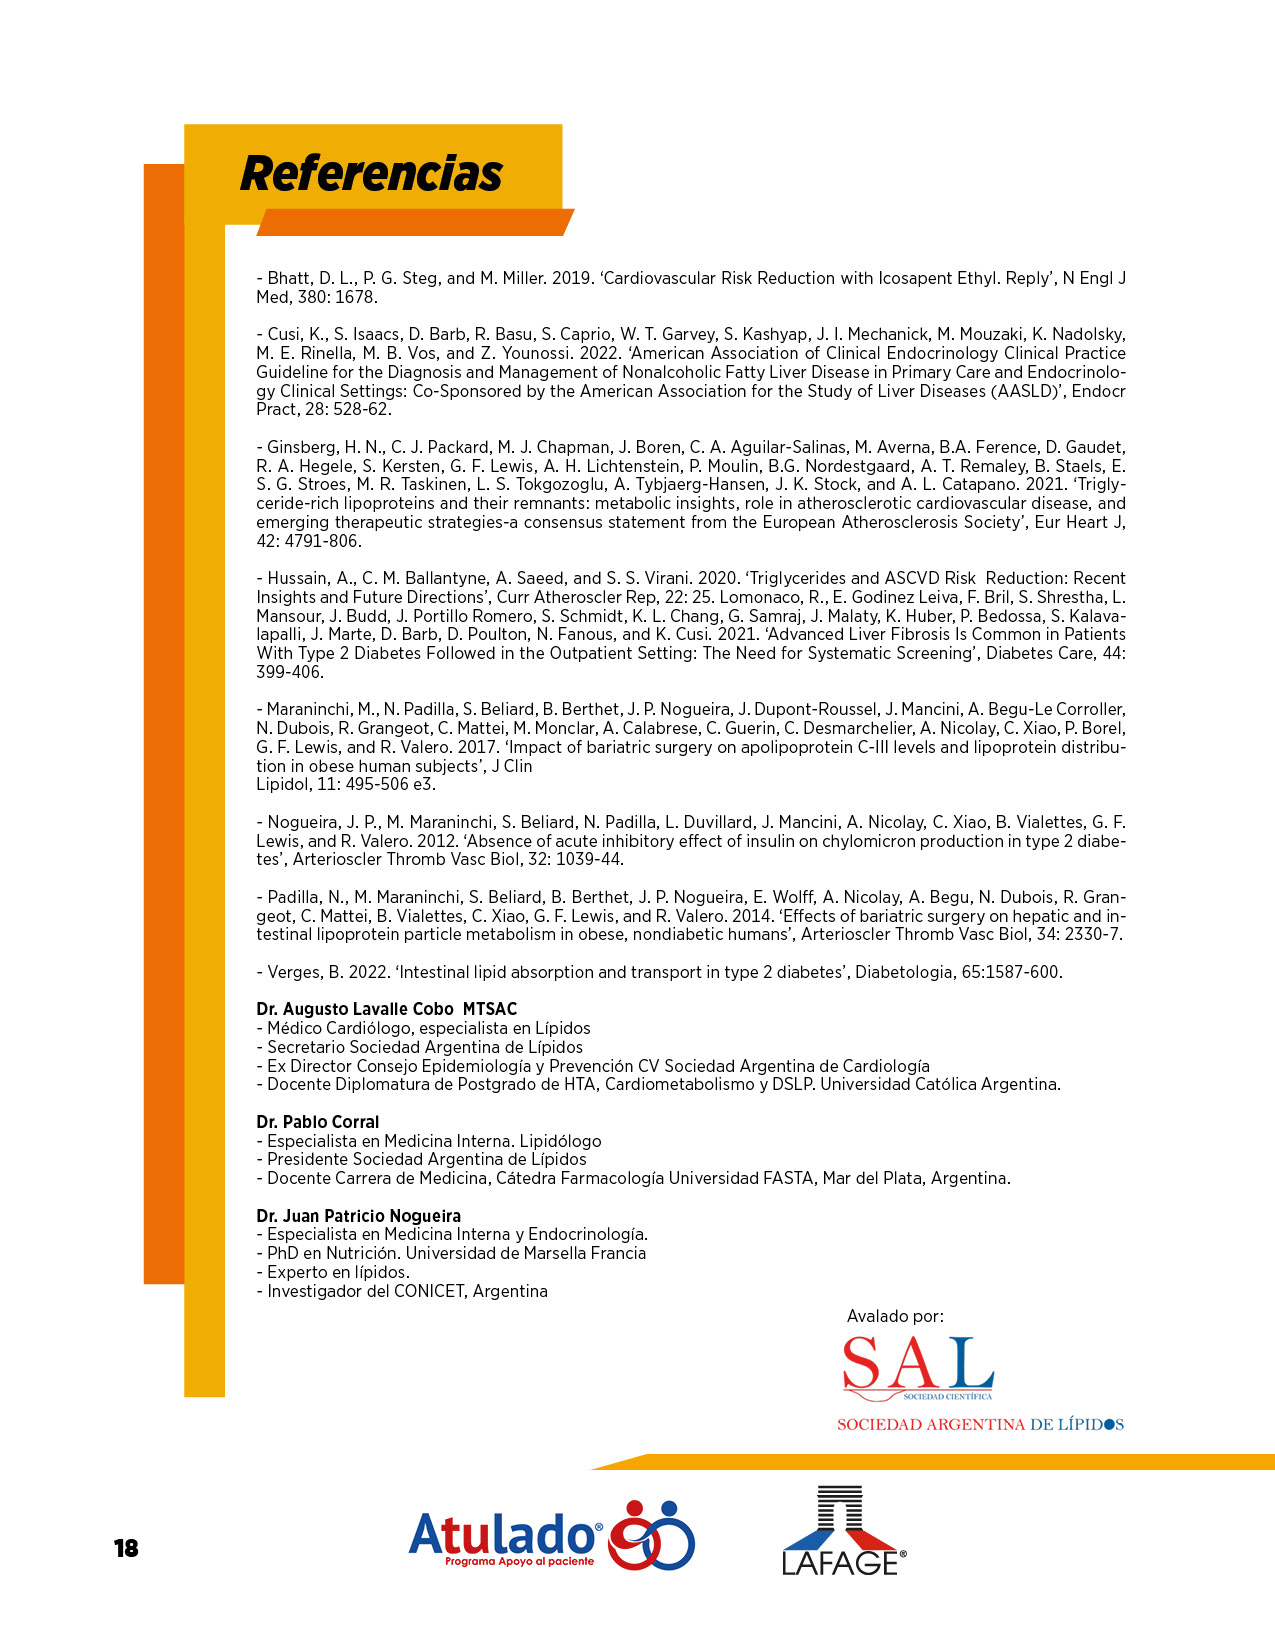 Referencias
- Bhatt, D. L., P. G. Steg, and M. Miller. 2019. ‘Cardiovascular Risk Reduction with Icosapent Ethyl. Reply’, N Engl J
Med, 380: 1678.
- Cusi, K., S. Isaacs, D. Barb, R. Basu, S. Caprio, W. T. Garvey, S. Kashyap, J. I. Mechanick, M. Mouzaki, K. Nadolsky,
M. E. Rinella, M. B. Vos, and Z. Younossi. 2022. ‘American Association of Clinical Endocrinology Clinical Practice
Guideline for the Diagnosis and Management of Nonalcoholic Fatty Liver Disease in Primary Care and Endocrinolo-
gy Clinical Settings: Co-Sponsored by the American Association for the Study of Liver Diseases (AASLD)’, Endocr
Pract, 28: 528-62.
- Ginsberg, H. N., C. J. Packard, M. J. Chapman, J. Boren, C. A. Aguilar-Salinas, M. Averna, B.A. Ference, D. Gaudet,
R. A. Hegele, S. Kersten, G. F. Lewis, A. H. Lichtenstein, P. Moulin, B.G. Nordestgaard, A. T. Remaley, B. Staels, E.
S. G. Stroes, M. R. Taskinen, L. S. Tokgozoglu, A. Tybjaerg-Hansen, J. K. Stock, and A. L. Catapano. 2021. ‘Trigly-
ceride-rich lipoproteins and their remnants: metabolic insights, role in atherosclerotic cardiovascular disease, and
emerging therapeutic strategies-a consensus statement from the European Atherosclerosis Society’, Eur Heart J,
42: 4791-806.
- Hussain, A., C. M. Ballantyne, A. Saeed, and S. S. Virani. 2020. ‘Triglycerides and ASCVD Risk  Reduction: Recent
Insights and Future Directions’, Curr Atheroscler Rep, 22: 25. Lomonaco, R., E. Godinez Leiva, F. Bril, S. Shrestha, L.
Mansour, J. Budd, J. Portillo Romero, S. Schmidt, K. L. Chang, G. Samraj, J. Malaty, K. Huber, P. Bedossa, S. Kalava-
lapalli, J. Marte, D. Barb, D. Poulton, N. Fanous, and K. Cusi. 2021. ‘Advanced Liver Fibrosis Is Common in Patients
With Type 2 Diabetes Followed in the Outpatient Setting: The Need for Systematic Screening’, Diabetes Care, 44:
399-406.
- Maraninchi, M., N. Padilla, S. Beliard, B. Berthet, J. P. Nogueira, J. Dupont-Roussel, J. Mancini, A. Begu-Le Corroller,
N. Dubois, R. Grangeot, C. Mattei, M. Monclar, A. Calabrese, C. Guerin, C. Desmarchelier, A. Nicolay, C. Xiao, P. Borel,
G. F. Lewis, and R. Valero. 2017. ‘Impact of bariatric surgery on apolipoprotein C-III levels and lipoprotein distribu-
tion in obese human subjects’, J Clin
Lipidol, 11: 495-506 e3.
- Nogueira, J. P., M. Maraninchi, S. Beliard, N. Padilla, L. Duvillard, J. Mancini, A. Nicolay, C. Xiao, B. Vialettes, G. F.
Lewis, and R. Valero. 2012. ‘Absence of acute inhibitory effect of insulin on chylomicron production in type 2 diabe-
tes’, Arterioscler Thromb Vasc Biol, 32: 1039-44.
- Padilla, N., M. Maraninchi, S. Beliard, B. Berthet, J. P. Nogueira, E. Wolff, A. Nicolay, A. Begu, N. Dubois, R. Gran-
geot, C. Mattei, B. Vialettes, C. Xiao, G. F. Lewis, and R. Valero. 2014. ‘Effects of bariatric surgery on hepatic and in-
testinal lipoprotein particle metabolism in obese, nondiabetic humans’, Arterioscler Thromb Vasc Biol, 34: 2330-7.
- Verges, B. 2022. ‘Intestinal lipid absorption and transport in type 2 diabetes’, Diabetologia, 65:1587-600.
Dr. Augusto Lavalle Cobo  MTSAC
- Médico Cardiólogo, especialista en Lípidos
- Secretario Sociedad Argentina de Lípidos
- Ex Director Consejo Epidemiología y Prevención CV Sociedad Argentina de Cardiología
- Docente Diplomatura de Postgrado de HTA, Cardiometabolismo y DSLP. Universidad Católica Argentina.
Dr. Pablo Corral
- Especialista en Medicina Interna. Lipidólogo
- Presidente Sociedad Argentina de Lípidos
- Docente Carrera de Medicina, Cátedra Farmacología Universidad FASTA, Mar del Plata, Argentina.
Dr. Juan Patricio Nogueira
- Especialista en Medicina Interna y Endocrinología.
- PhD en Nutrición. Universidad de Marsella Francia
- Experto en lípidos.
- Investigador del CONICET, Argentina
Avalado por:
SAL
SOCIEDAD CIENTÍFICA
SOCIEDAD ARGENTINA DE LÍPIDOS
Atulado®
Programa Apoyo al paciente
LAFAGE®
18